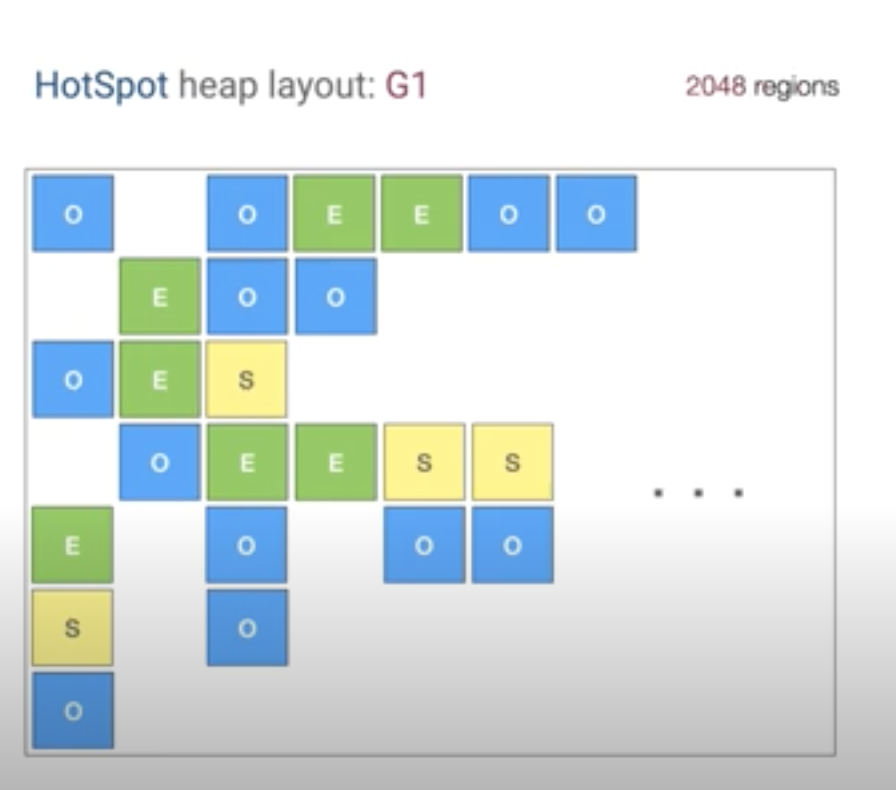 HotSpot heap layout: G1
2048 regions
O O E E O O
E O O
O E S
O E E S S
. . .
E O O O
S O
O